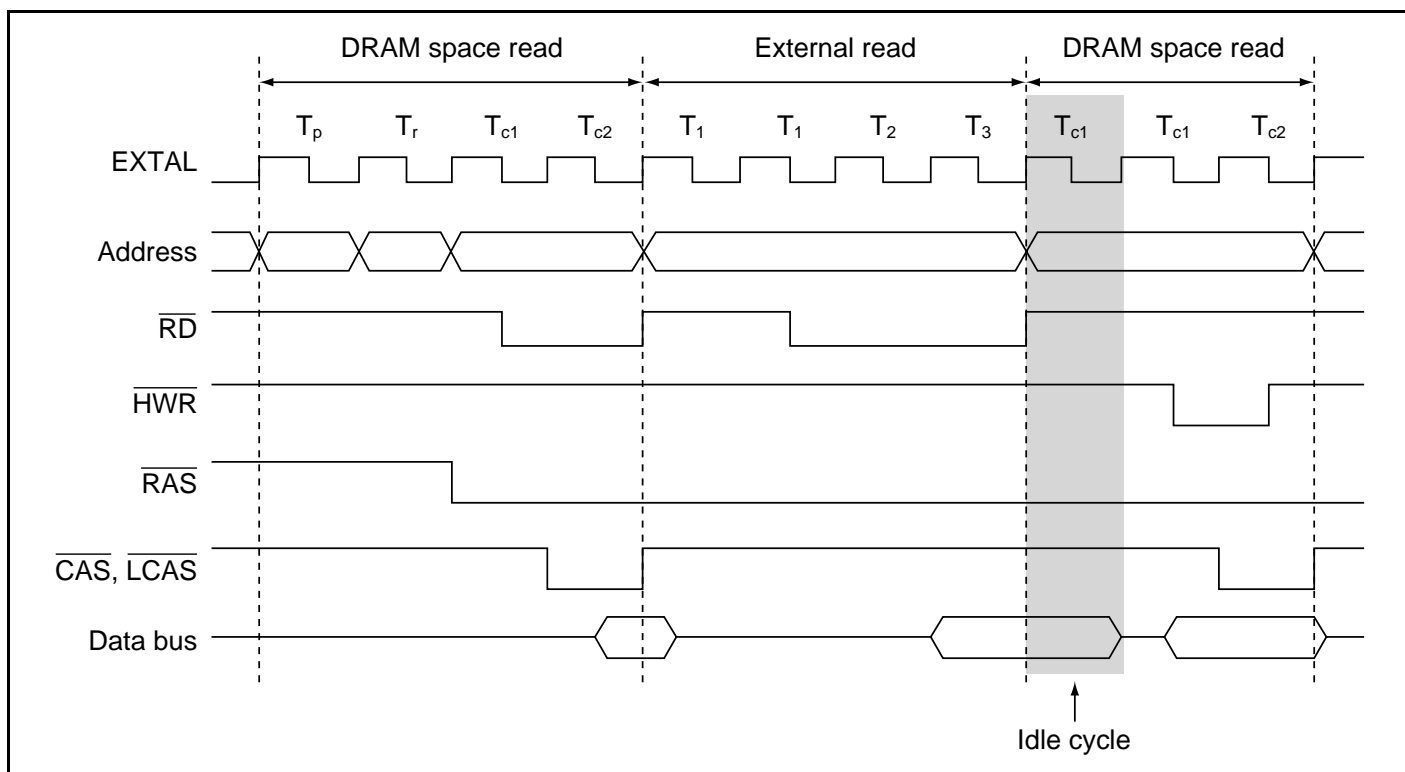 DRAM space read External read DRAM space read
Tp Tr Tc1 Tc2 T1 T1 T2 T3 Tc1 Tc1 Tc2
EXTAL
Address
RD
HWR
RAS
CAS, LCAS
Data bus
Idle cycle